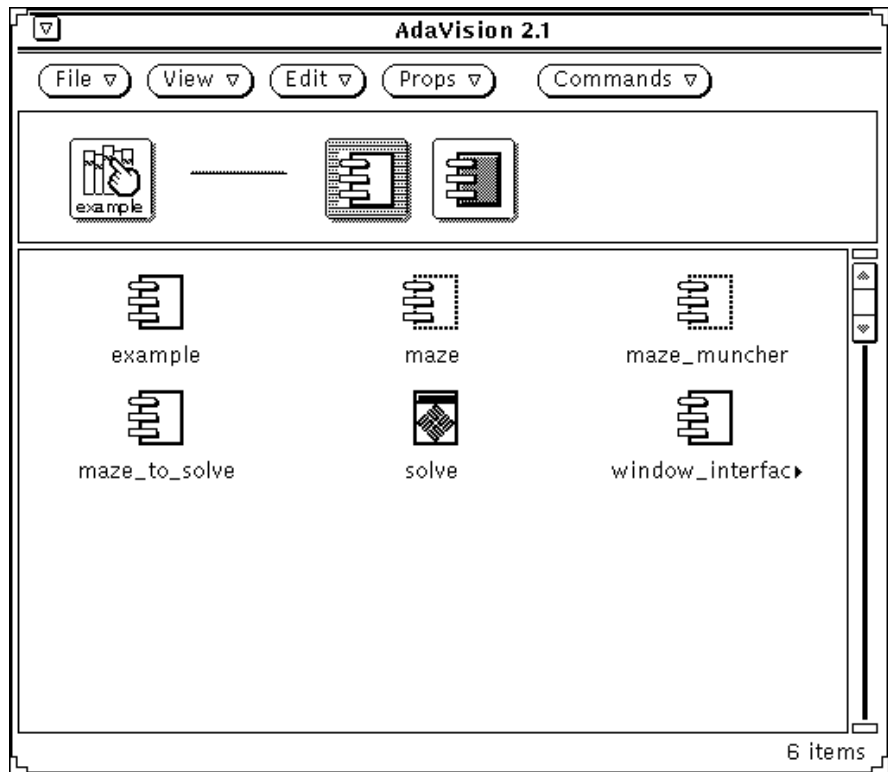 AdaVision 2.1
File View Edit Props Commands
example
example maze maze_muncher
maze_to_solve solve window_interfac
6 items